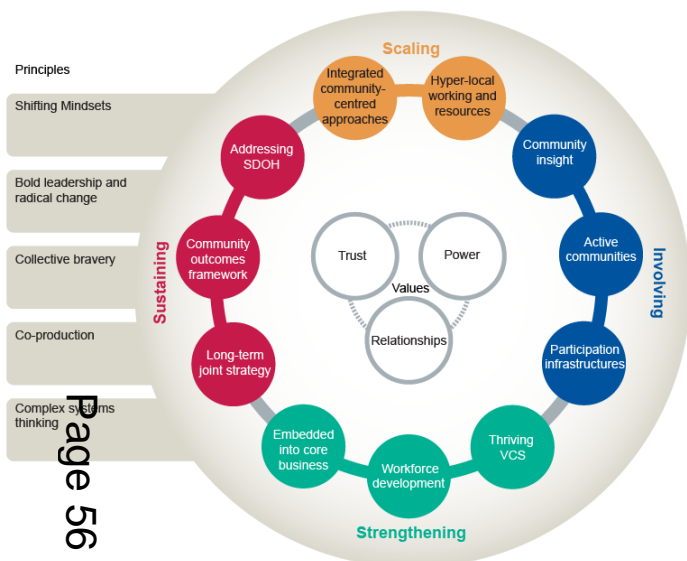 Principles
Shifting Mindsets
Bold leadership and
radical change
Collective bravery
Co-production
Complex systems
thinking
Page 56
Scaling
Integrated
community-
centred
approaches
Hyper-local
working and
resources
Community
insight
Active
communities
Participation
infrastructures
Involving
Thriving
VCS
Workforce
development
Embedded
into core
business
Strengthening
Long-term
joint strategy
Community
outcomes
framework
Addressing
SDOH
Sustaining
Trust
Power
Values
Relationships